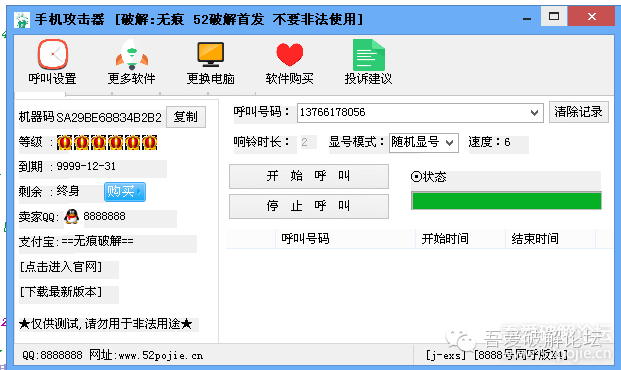 手机攻击器 [破解:无痕 52破解首发 不要非法使用]
呼叫设置 更多软件 更换电脑 软件购买 投诉建议
机器码 SA29BE68834B2B2 复制
等级 :
到期 : 9999-12-31
剩余 : 终身 购买
卖家QQ: 8888888
支付宝: ==无痕破解==
[点击进入官网]
[下载最新版本]
★仅供测试,请勿用于非法用途★
呼叫号码: 13766178056 清除记录
响铃时长: 2 显号模式: 随机显号 速度: 6
开 始 呼 叫
停 止 呼 叫
状态
呼叫号码 开始时间 结束时间
吾爱破解论坛
QQ:8888888 网址:www.52pojie.cn [j-exs] [8888号同呼版X4]